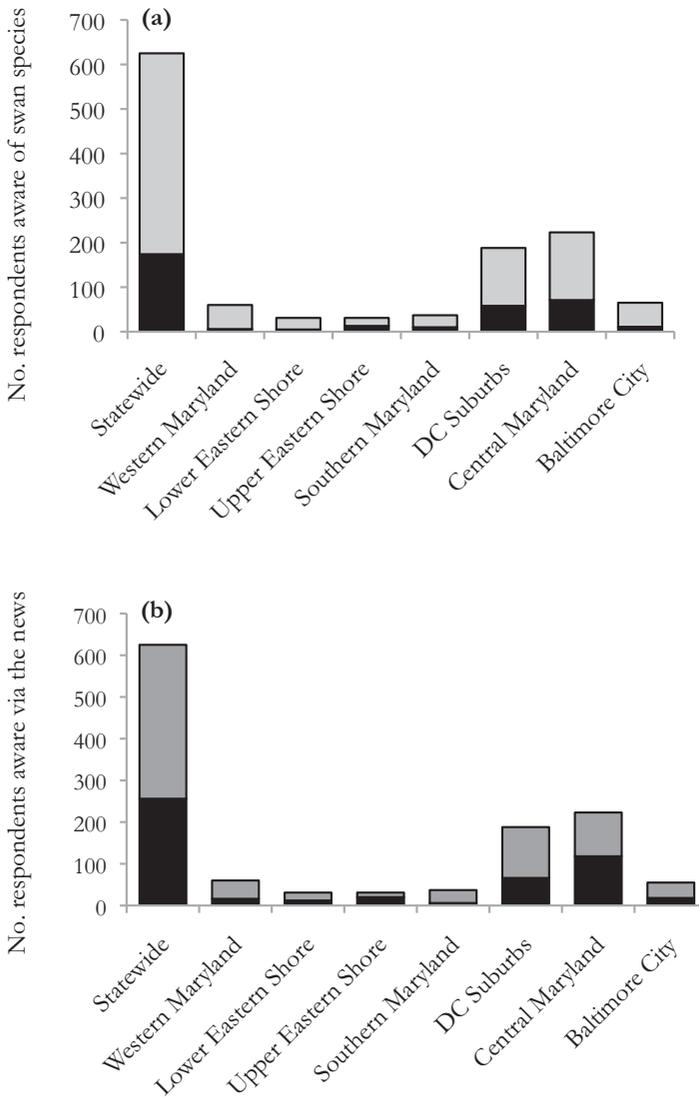 (a)
No. respondents aware of swan species
700
600
500
400
300
200
100
0
Statewide
Western Maryland
Lower Eastern Shore
Upper Eastern Shore
Southern Maryland
DC Suburbs
Central Maryland
Baltimore City
(b)
No. respondents aware via the news
700
600
500
400
300
200
100
0
Statewide
Western Maryland
Lower Eastern Shore
Upper Eastern Shore
Southern Maryland
DC Suburbs
Central Maryland
Baltimore City